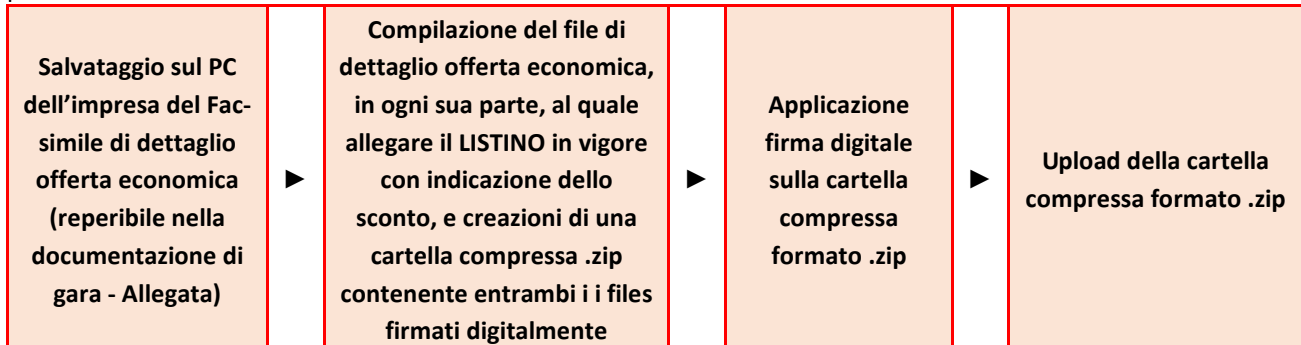 Salvataggio sul PC
dell’impresa del Fac-
simile di dettaglio
offerta economica
(reperibile nella
documentazione di
gara - Allegata)
►
Compilazione del file di
dettaglio offerta economica,
in ogni sua parte, al quale
allegare il LISTINO in vigore
con indicazione dello
sconto, e creazioni di una
cartella compressa .zip
contenente entrambi i i files
firmati digitalmente
►
Applicazione
firma digitale
sulla cartella
compressa
formato .zip
►
Upload della cartella
compressa formato .zip